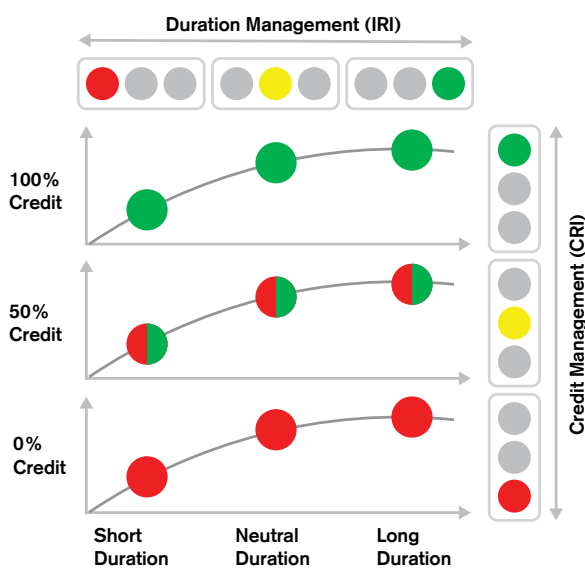 Duration Management (IRI)
100%
Credit
50%
Credit
0%
Credit
Credit Management (CRI)
Short
Duration
Neutral
Duration
Long
Duration